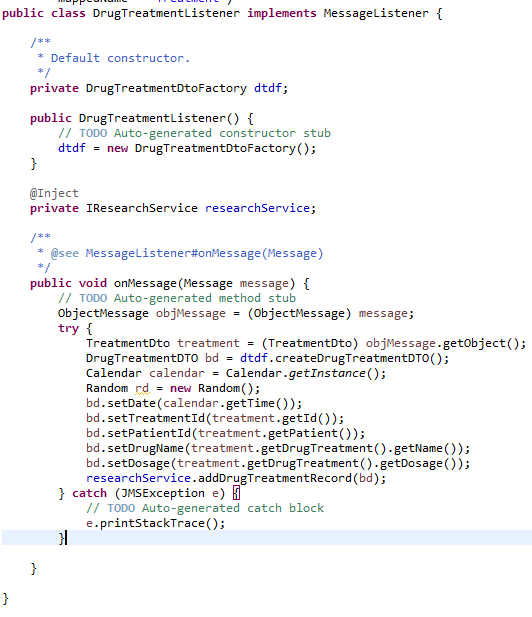 public class DrugTreatmentListener implements MessageListener {
/**
* Default constructor.
*/
private DrugTreatmentDtoFactory dtdf;
public DrugTreatmentListener() {
// TODO Auto-generated constructor stub
dtdf = new DrugTreatmentDtoFactory();
}
@Inject
private IResearchService researchService;
/**
* @see MessageListener#onMessage(Message)
*/
public void onMessage(Message message) {
// TODO Auto-generated method stub
ObjectMessage objMessage = (ObjectMessage) message;
try {
TreatmentDto treatment = (TreatmentDto) objMessage.getObject();
DrugTreatmentDTO bd = dtdf.createDrugTreatmentDTO();
Calendar calendar = Calendar.getInstance();
Random rd = new Random();
bd.setDate(calendar.getTime());
bd.setTreatmentId(treatment.getId());
bd.setPatientId(treatment.getPatient());
bd.setDrugName(treatment.getDrugTreatment().getName());
bd.setDosage(treatment.getDrugTreatment().getDosage());
researchService.addDrugTreatmentRecord(bd);
} catch (JMSException e) {
// TODO Auto-generated catch block
e.printStackTrace();
}
}
}